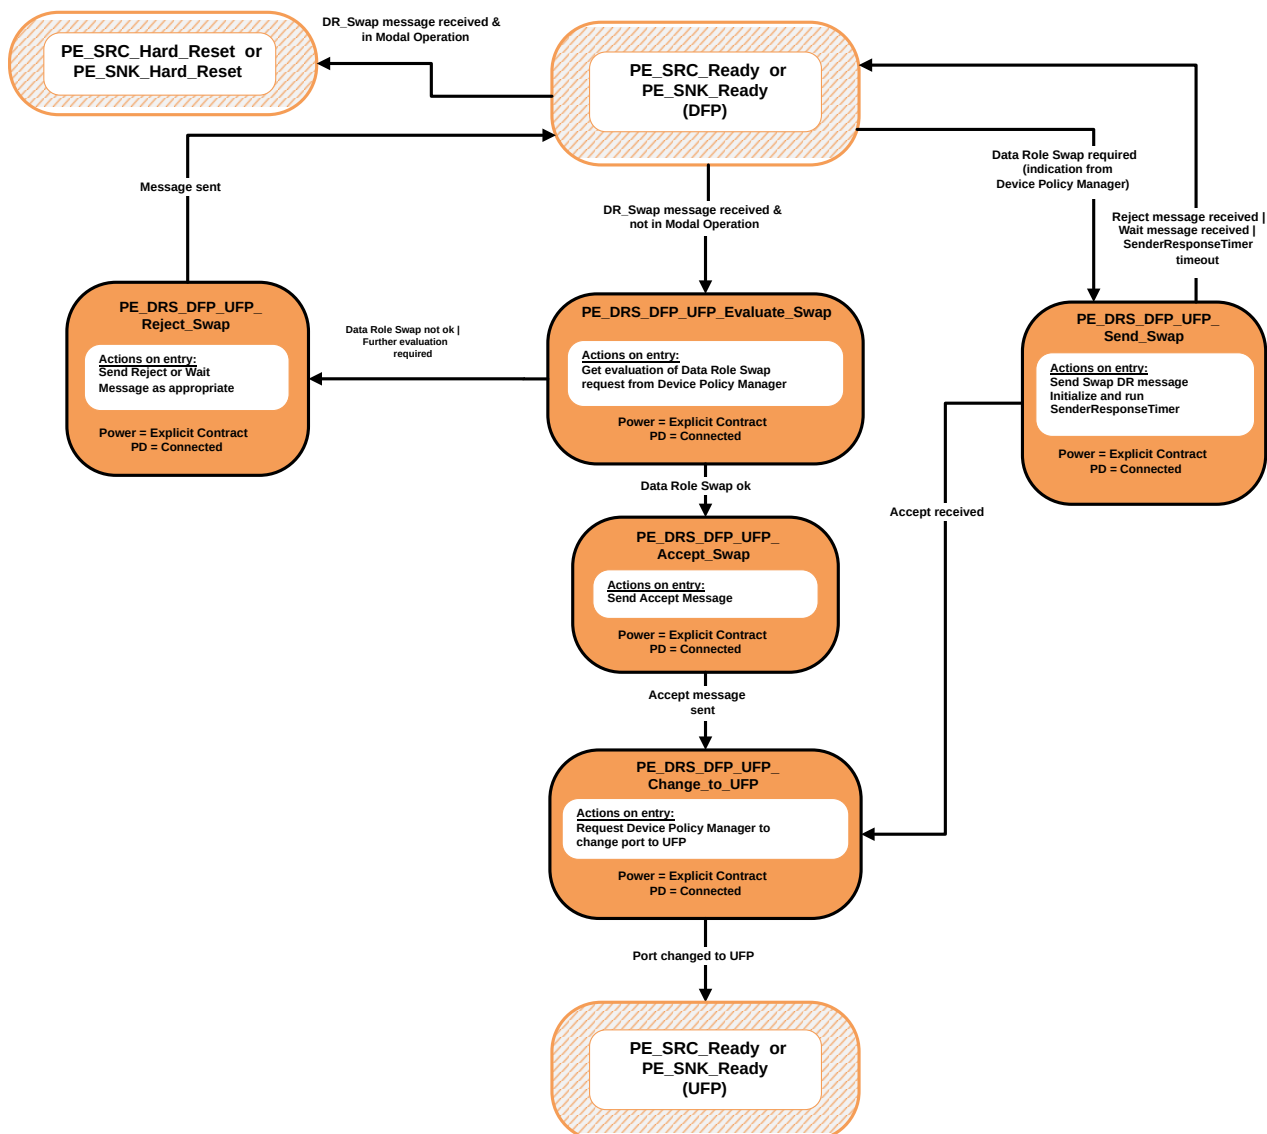 DR_Swap message received &
in Modal Operation
PE_SRC_Hard_Reset or
PE_SNK_Hard_Reset
PE_SRC_Ready or
PE_SNK_Ready
(DFP)
Message sent
DR_Swap message received &
not in Modal Operation
Data Role Swap required
(indication from
Device Policy Manager)
Reject message received |
Wait message received |
SenderResponseTimer
timeout
PE_DRS_DFP_UFP_
Reject_Swap
Actions on entry:
Send Reject or Wait
Message as appropriate
Power = Explicit Contract
PD = Connected
Data Role Swap not ok |
Further evaluation
required
PE_DRS_DFP_UFP_Evaluate_Swap
Actions on entry:
Get evaluation of Data Role Swap
request from Device Policy Manager
Power = Explicit Contract
PD = Connected
PE_DRS_DFP_UFP_
Send_Swap
Actions on entry:
Send Swap DR message
Initialize and run
SenderResponseTimer
Power = Explicit Contract
PD = Connected
Data Role Swap ok
Accept received
PE_DRS_DFP_UFP_
Accept_Swap
Actions on entry:
Send Accept Message
Power = Explicit Contract
PD = Connected
Accept message
sent
PE_DRS_DFP_UFP_
Change_to_UFP
Actions on entry:
Request Device Policy Manager to
change port to UFP
Power = Explicit Contract
PD = Connected
Port changed to UFP
PE_SRC_Ready or
PE_SNK_Ready
(UFP)